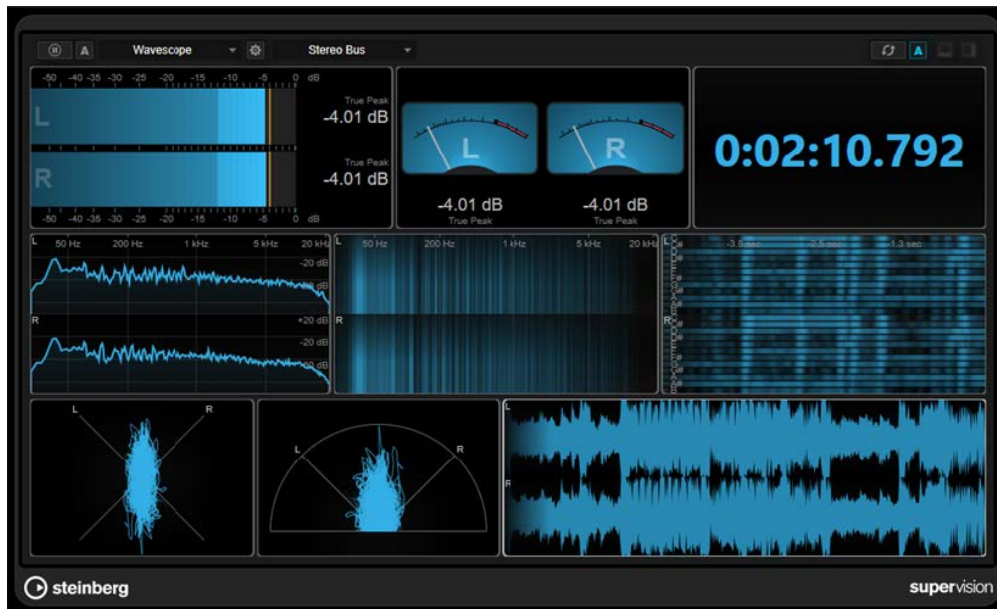 A Wavescope Stereo Bus A
-50 -40 -35 -30 -25 -20 -15 -10 -5 0 dB
L
True Peak
-4.01 dB
R
True Peak
-4.01 dB
-50 -40 -35 -30 -25 -20 -15 -10 -5 0 dB
L R
-4.01 dB -4.01 dB
True Peak True Peak
0:02:10.792
L 50 Hz 200 Hz 1 kHz 5 kHz 20 kHz
-20 dB
R +20 dB
-20 dB
L 50 Hz 200 Hz 1 kHz 5 kHz 20 kHz
R
L -3.8 sec -2.5 sec -1.3 sec
R
L R
L R
L
R
steinberg
supervision